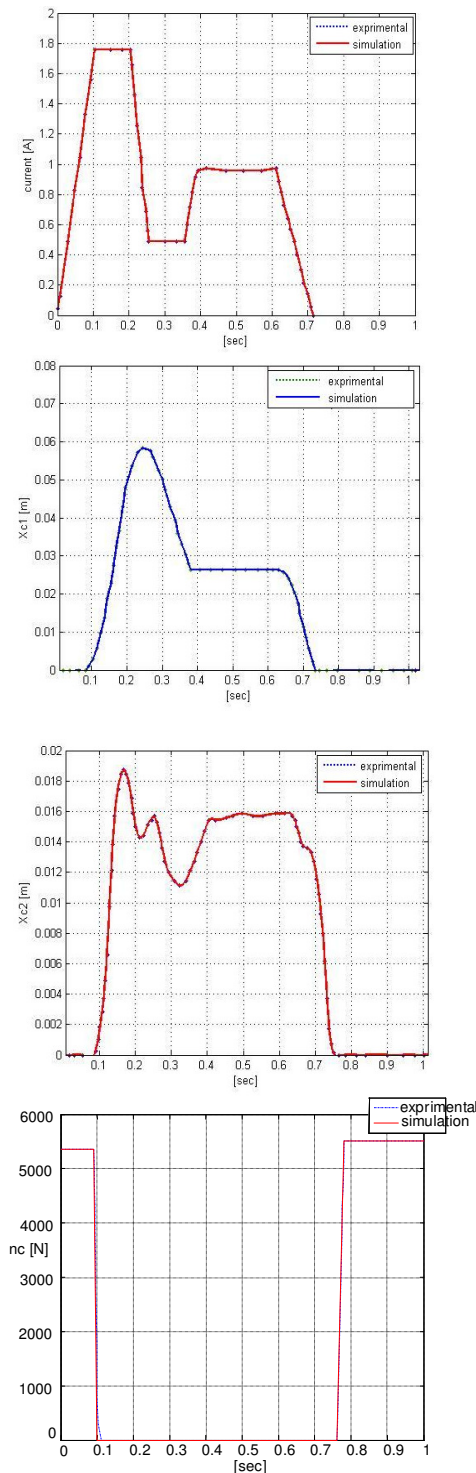 exprimental
simulation
current [A]
2
1.8
1.6
1.4
1.2
1
0.8
0.6
0.4
0.2
0
0 0.1 0.2 0.3 0.4 0.5 0.6 0.7 0.8 0.9 1
[sec]
exprimental
simulation
Xc1 [m]
0.08
0.07
0.06
0.05
0.04
0.03
0.02
0.01
0
0.1 0.2 0.3 0.4 0.5 0.6 0.7 0.8 0.9 1
[sec]
exprimental
simulation
Xc2 [m]
0.02
0.018
0.016
0.014
0.012
0.01
0.008
0.006
0.004
0.002
0
0.1 0.2 0.3 0.4 0.5 0.6 0.7 0.8 0.9 1
[sec]
exprimental
simulation
nc [N]
6000
5000
4000
3000
2000
1000
0
0 0.1 0.2 0.3 0.4 0.5 0.6 0.7 0.8 0.9 1
[sec]